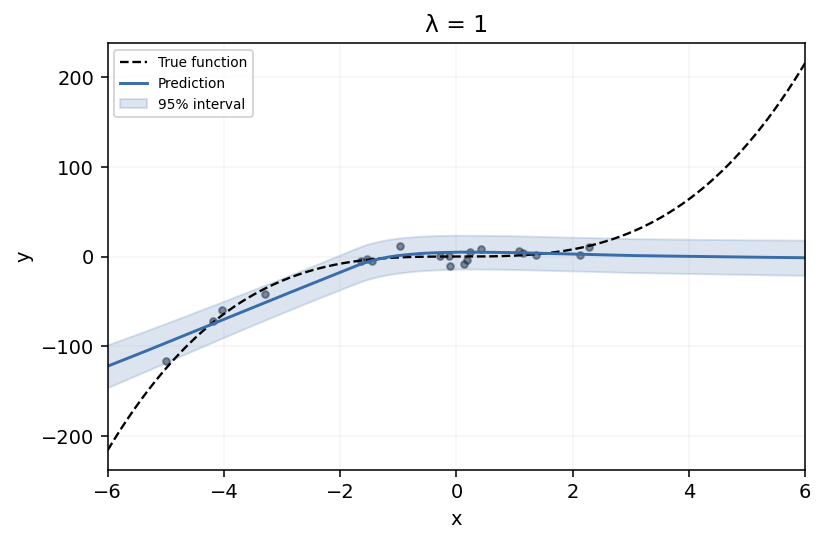 λ = 1
True function
Prediction
95% interval
200
100
0
−100
−200
y
−6
−4
−2
0
2
4
6
x